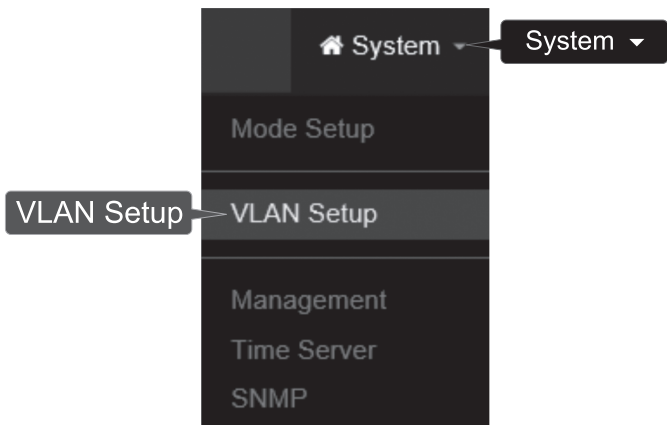 System
System
Mode Setup
VLAN Setup
VLAN Setup
Management
Time Server
SNMP